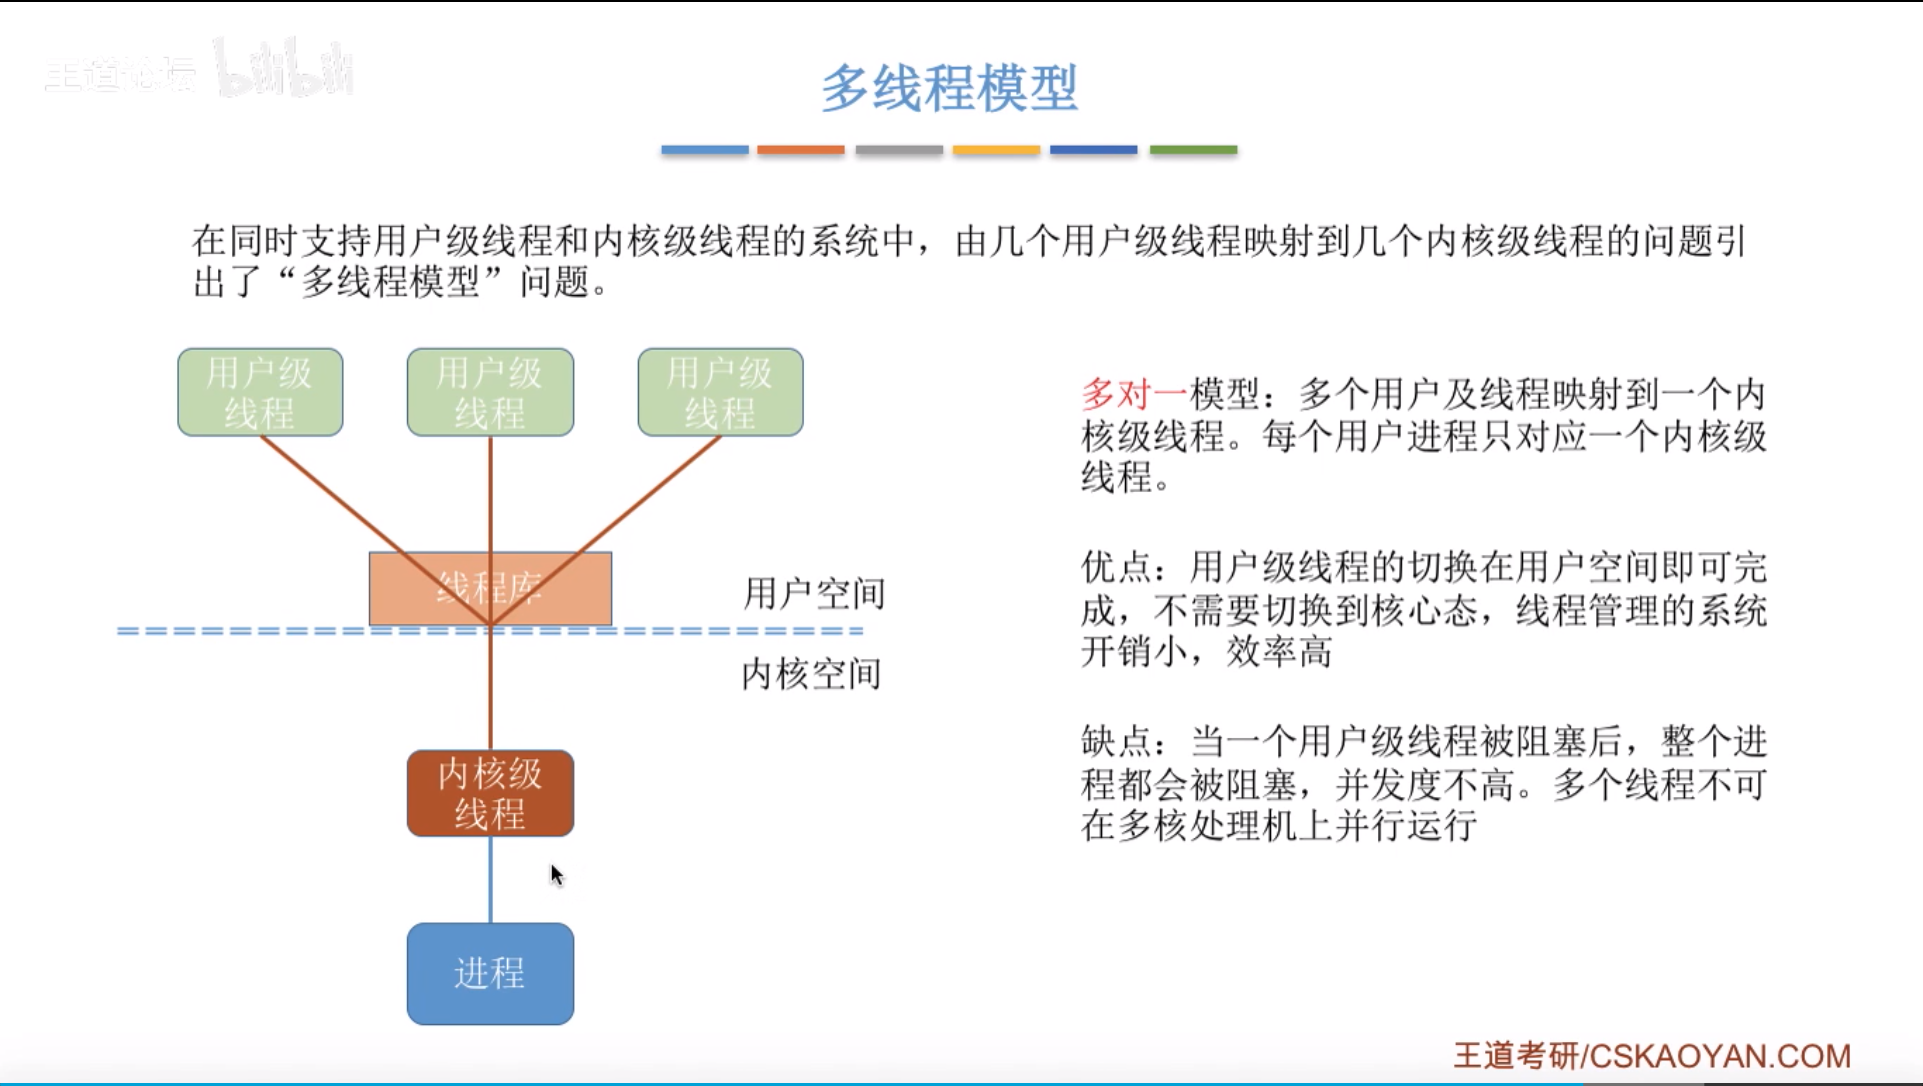 王道论坛 bilibili
多线程模型
在同时支持用户级线程和内核级线程的系统中，由几个用户级线程映射到几个内核级线程的问题引
出了“多线程模型”问题。
用户级
线程
用户级
线程
用户级
线程
线程库
用户空间
内核空间
内核级
线程
进程
多对一模型：多个用户及线程映射到一个内
核级线程。每个用户进程只对应一个内核级
线程。
优点：用户级线程的切换在用户空间即可完
成，不需要切换到核心态，线程管理的系统
开销小，效率高
缺点：当一个用户级线程被阻塞后，整个进
程都会被阻塞，并发度不高。多个线程不可
在多核处理机上并行运行
王道考研/CSKAOYAN.COM